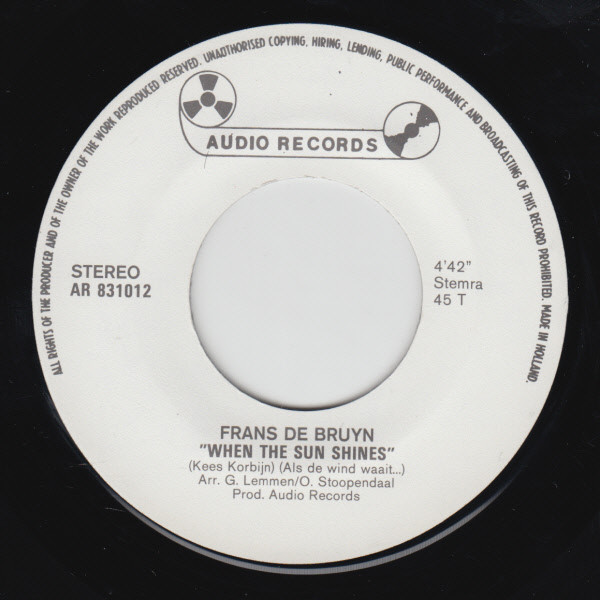 ALL RIGHTS OF THE PRODUCER AND OF THE OWNER OF THE WORK REPRODUCED RESERVED. UNAUTHORISED COPYING, HIRING, LENDING, PUBLIC PERFORMANCE AND BROADCASTING OF THIS RECORD PROHIBITED. MADE IN HOLLAND.
AUDIO RECORDS
STEREO
AR 831012
4'42"
Stemra
45 T
FRANS DE BRUYN
"WHEN THE SUN SHINES"
(Kees Korbijn) (Als de wind waait...)
Arr. G. Lemmen/O. Stoopendaal
Prod. Audio Records